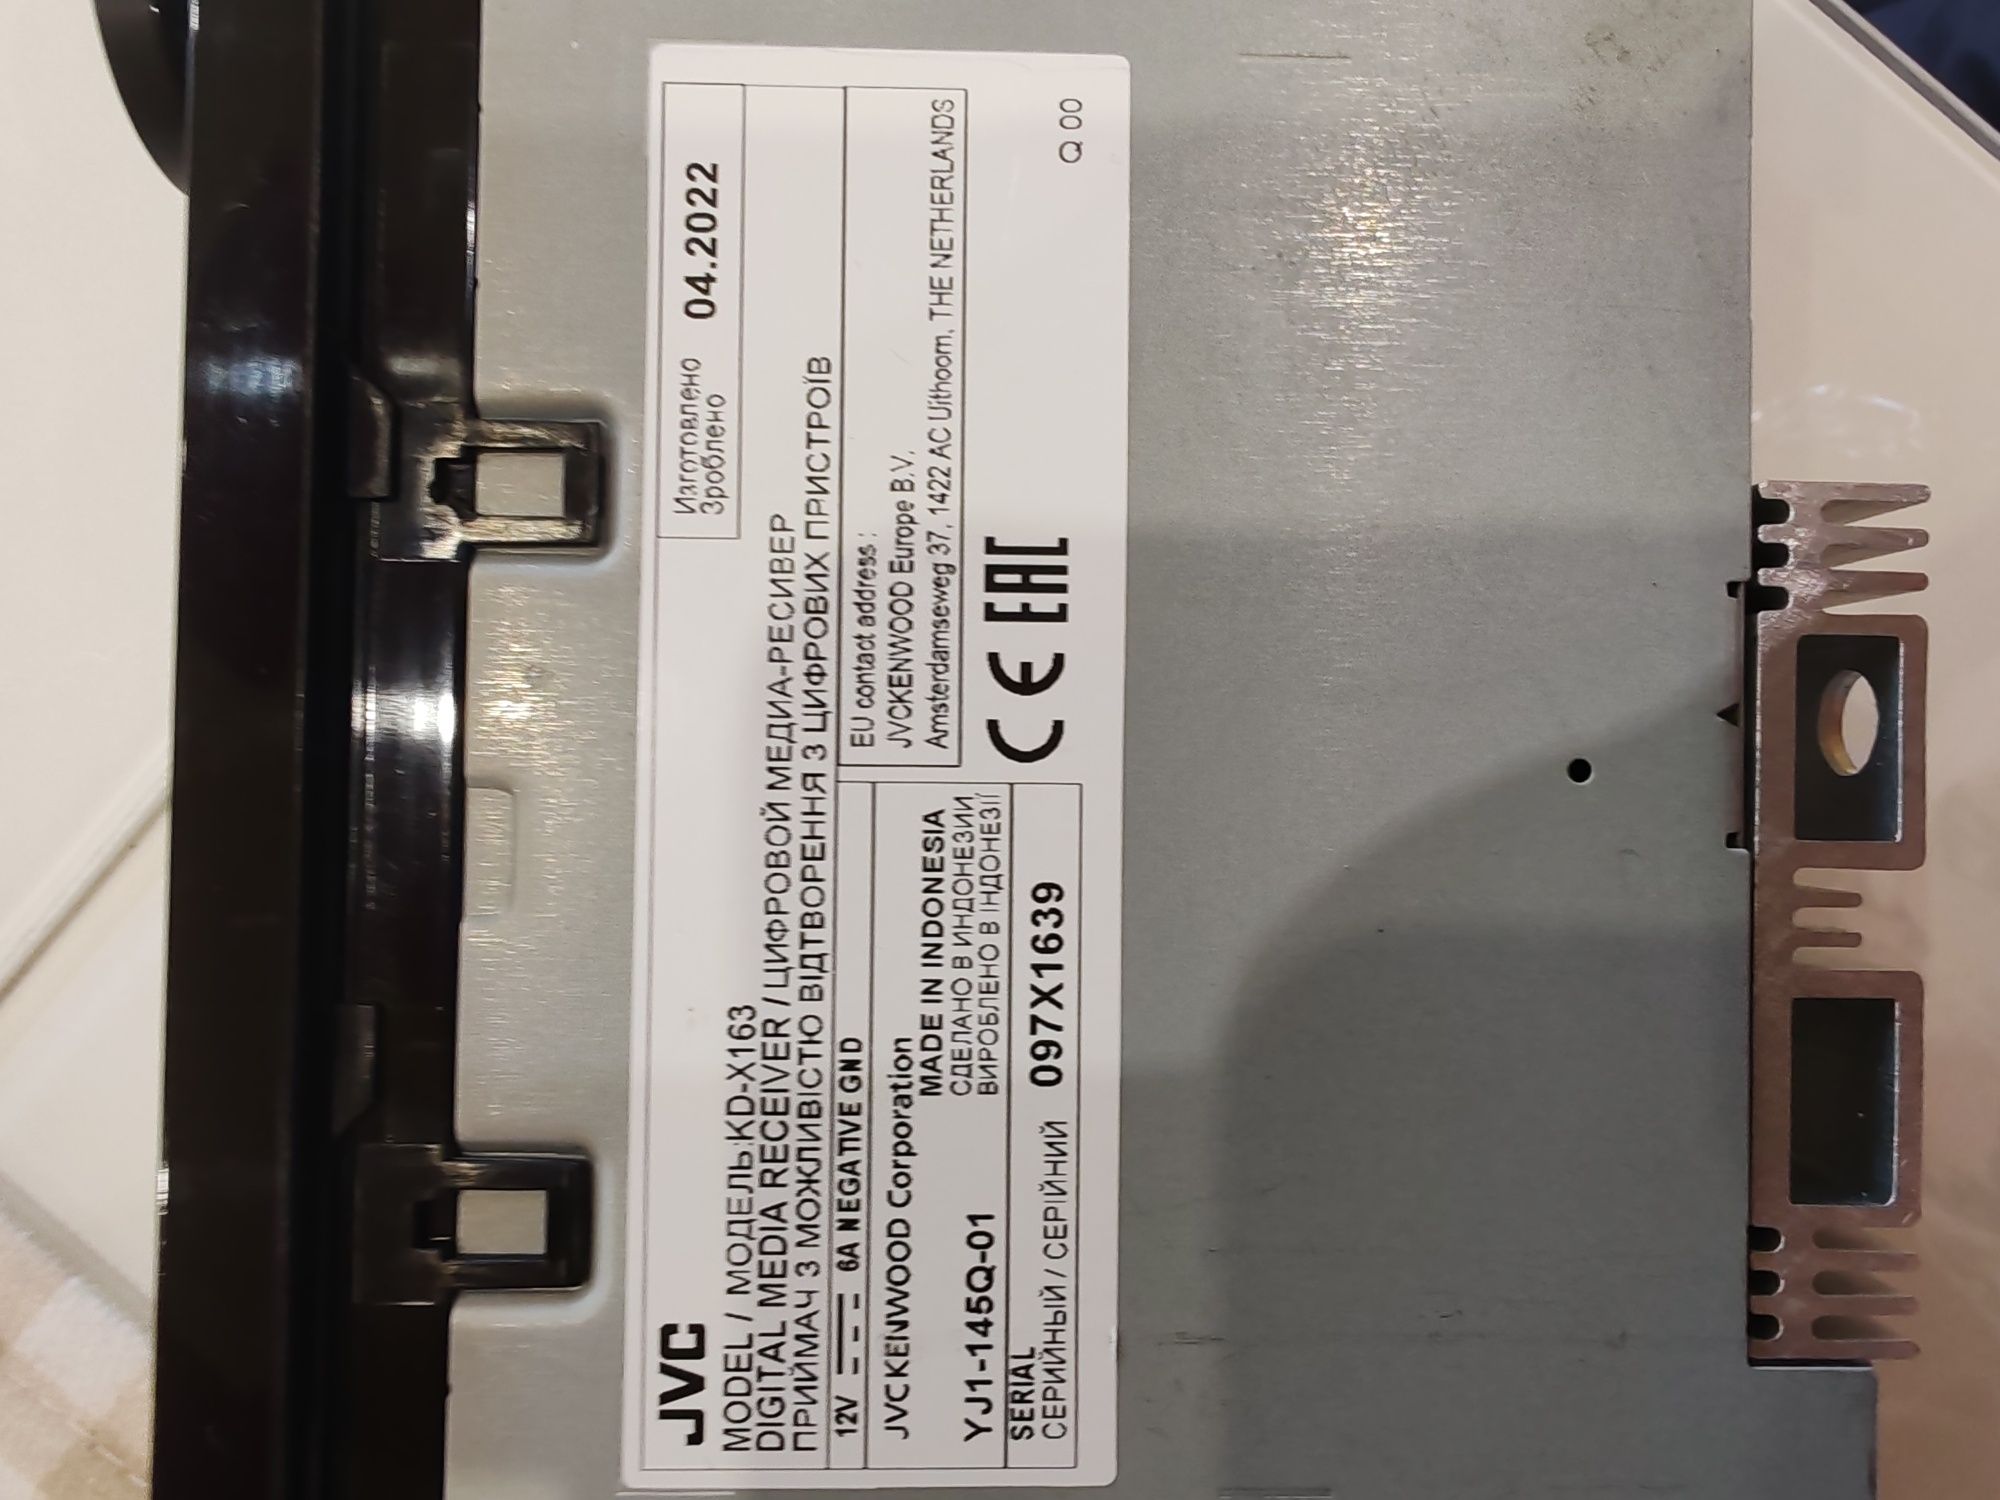 JVC
Изготовлено
Зроблено
04.2022
MODEL / МОДЕЛЬ:KD-X163
DIGITAL MEDIA RECEIVER / ЦИФРОВОЙ МЕДИА-РЕСИВЕР
ПРИЙМАЧ З МОЖЛИВІСТЮ ВІДТВОРЕННЯ З ЦИФРОВИХ ПРИСТРОЇВ
12V 6A NEGATIVE GND
JVCKENWOOD Corporation
MADE IN INDONESIA
СДЕЛАНО В ИНДОНЕЗИИ
YJ1-145Q-01 ВИРОБЛЕНО В ІНДОНЕЗІЇ
SERIAL
СЕРИЙНЫЙ / СЕРІЙНИЙ 097X1639
EU contact address :
JVCKENWOOD Europe B.V.
Amsterdamseweg 37, 1422 AC Uithoorn, THE NETHERLANDS
CE EAC
Q 00